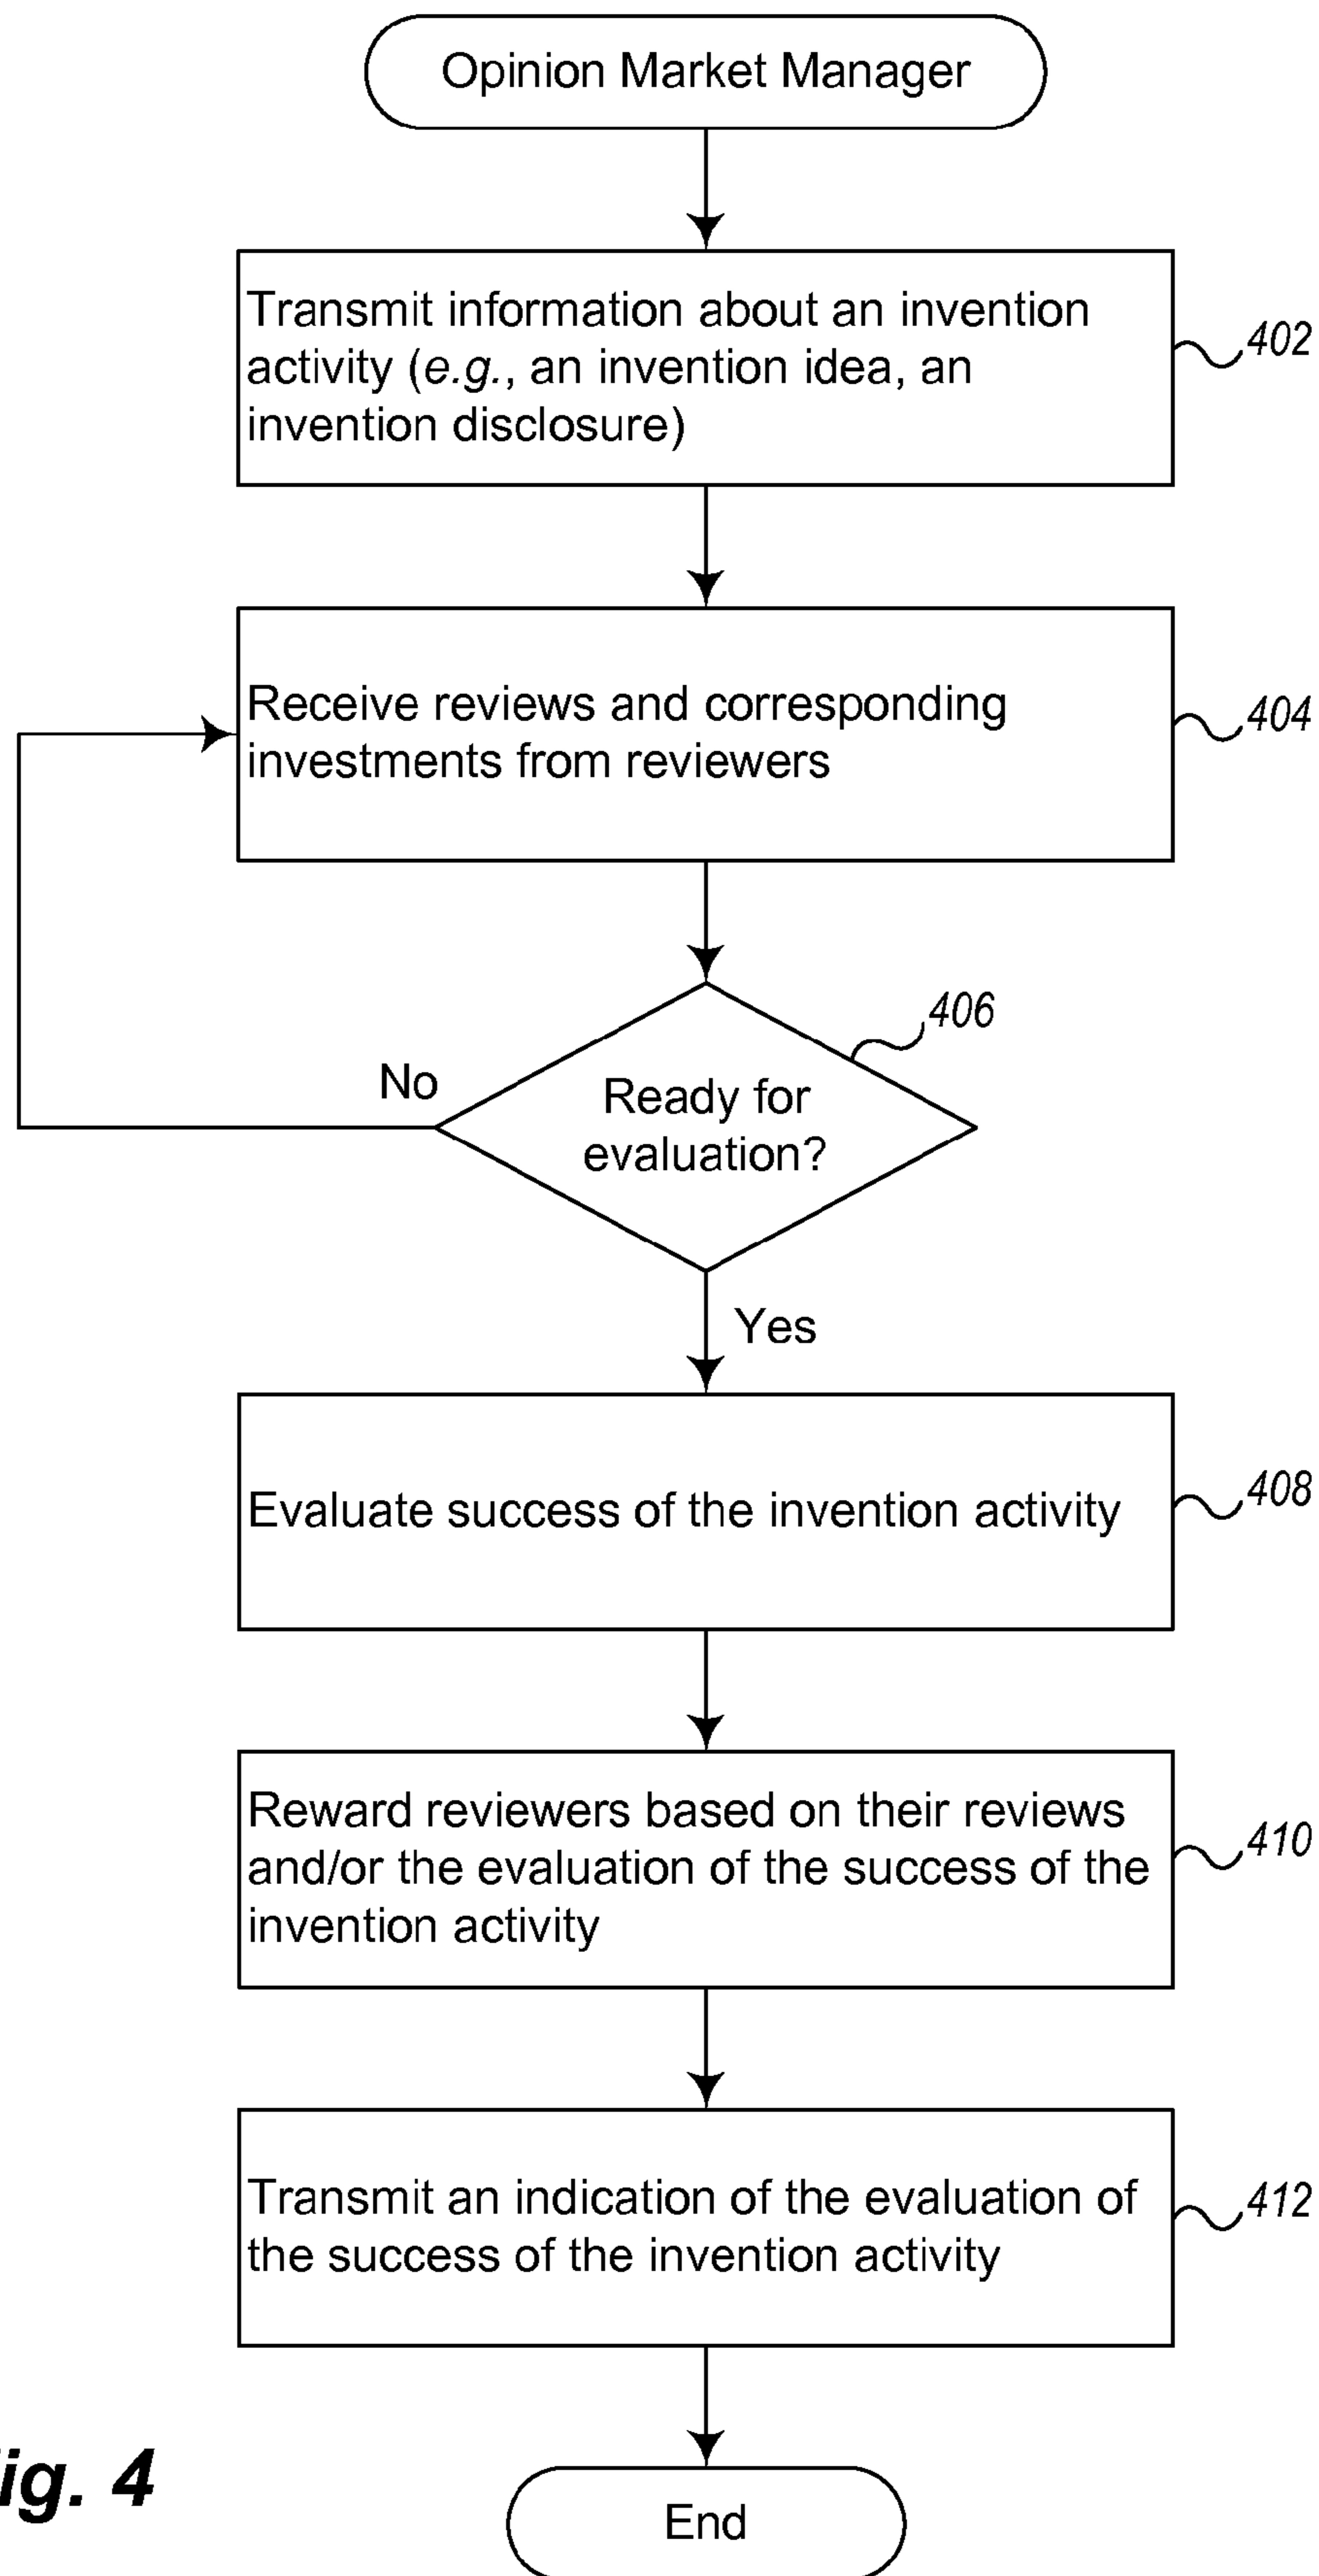 Opinion Market Manager
Transmit information about an invention
activity (e.g., an invention idea, an
invention disclosure)
402
Receive reviews and corresponding
investments from reviewers
404
406
No
Ready for
evaluation?
Yes
Evaluate success of the invention activity
408
Reward reviewers based on their reviews
and/or the evaluation of the success of the
invention activity
410
Transmit an indication of the evaluation of
the success of the invention activity
412
ig. 4
End